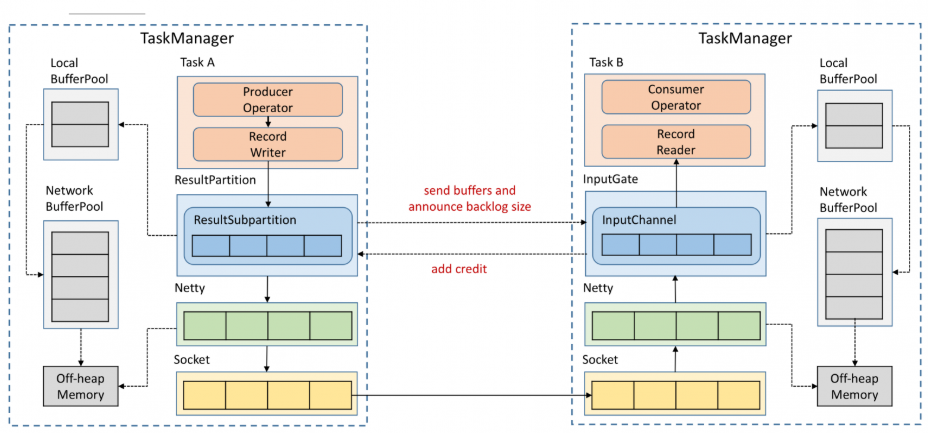 TaskManager
Local
BufferPool
Task A
Producer
Operator
Record
Writer
ResultPartition
Network
BufferPool
ResultSubpartition
Netty
Socket
Off-heap
Memory
send buffers and
announce backlog size
add credit
TaskManager
Task B
Local
BufferPool
Consumer
Operator
Record
Reader
InputGate
Network
BufferPool
InputChannel
Netty
Socket
Off-heap
Memory